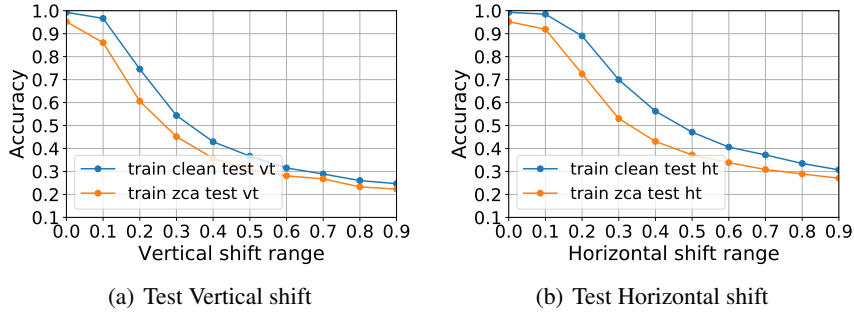 1.0
0.9
0.8
0.7
0.6
0.5
0.4
0.3
0.2
0.1
Accuracy
train clean test vt
train zca test vt
0.0 0.1 0.2 0.3 0.4 0.5 0.6 0.7 0.8 0.9
Vertical shift range
(a) Test Vertical shift
1.0
0.9
0.8
0.7
0.6
0.5
0.4
0.3
0.2
0.1
Accuracy
train clean test ht
train zca test ht
0.0 0.1 0.2 0.3 0.4 0.5 0.6 0.7 0.8 0.9
Horizontal shift range
(b) Test Horizontal shift